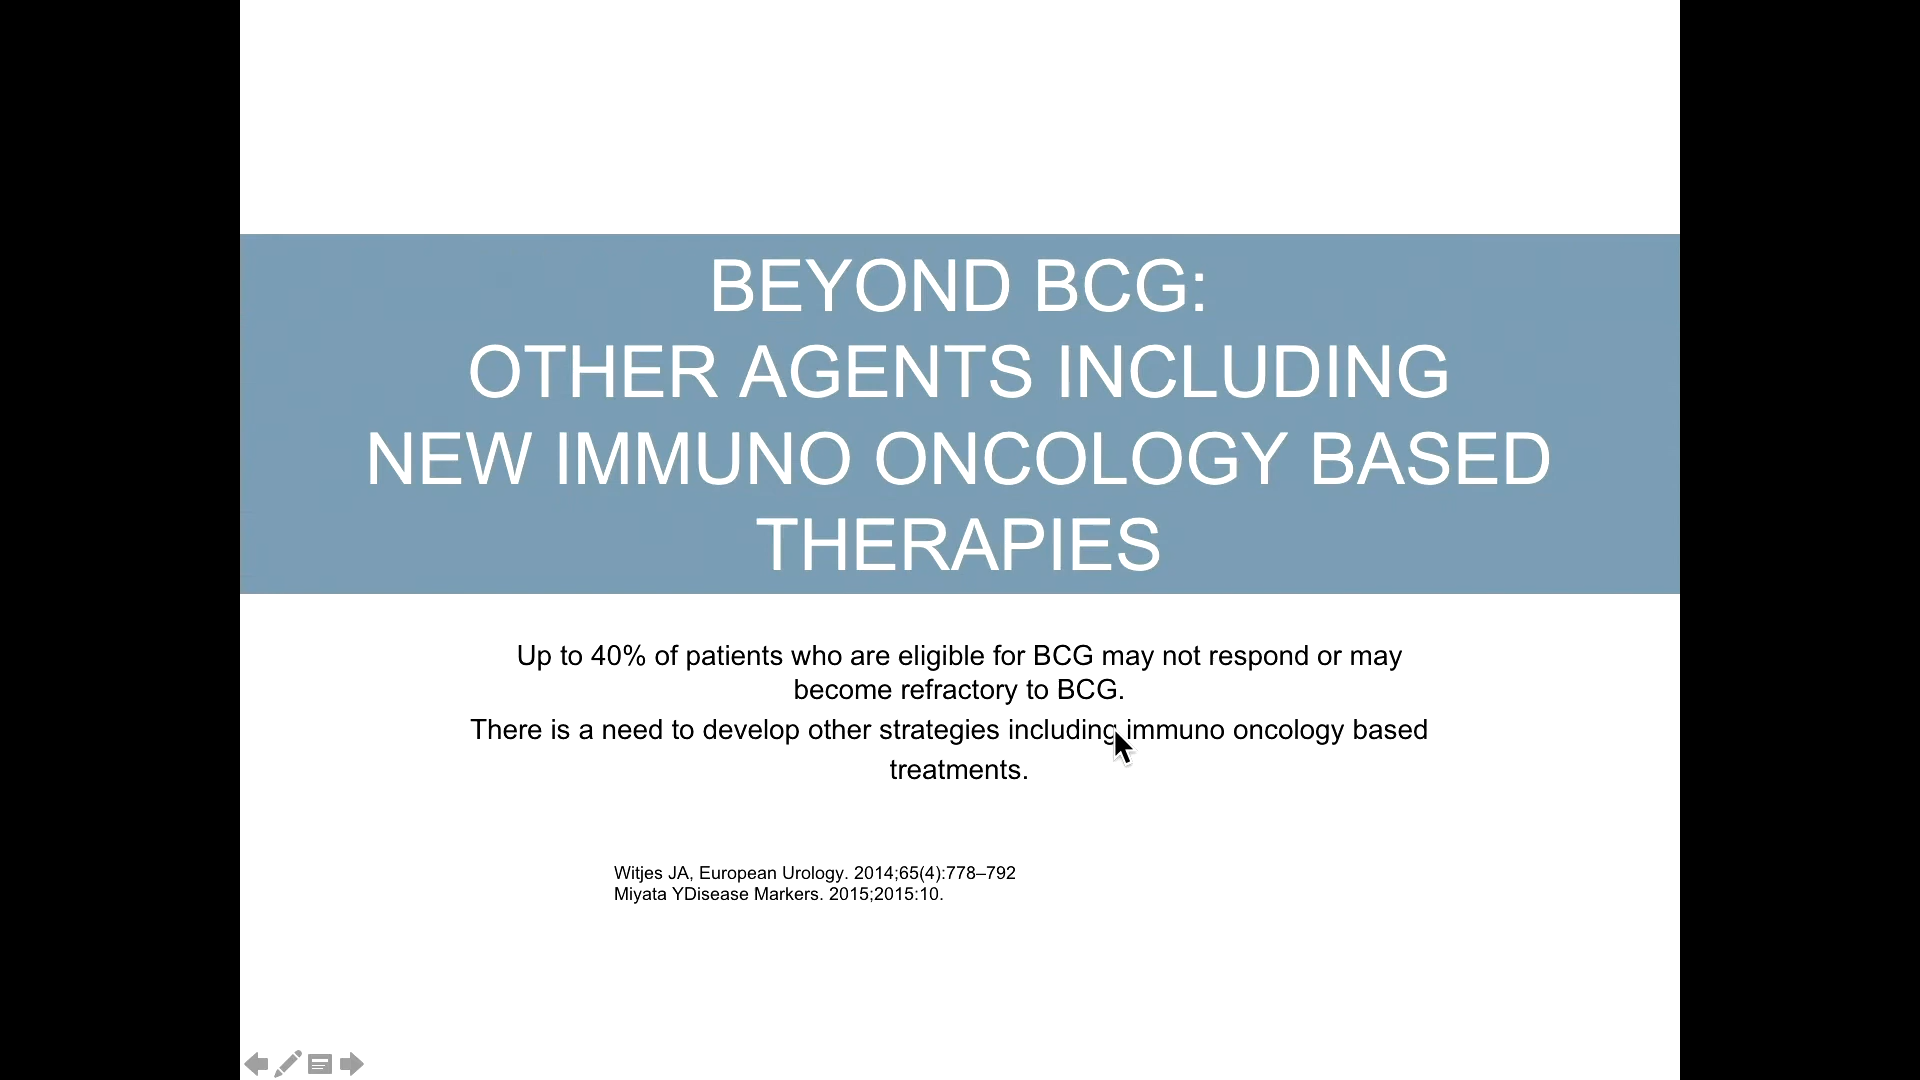 BEYOND BCG:
OTHER AGENTS INCLUDING
NEW IMMUNO ONCOLOGY BASED
THERAPIES
Up to 40% of patients who are eligible for BCG may not respond or may
become refractory to BCG.
There is a need to develop other strategies including immuno oncology based
treatments.
Witjes JA, European Urology. 2014;65(4):778–792
Miyata YDisease Markers. 2015;2015:10.